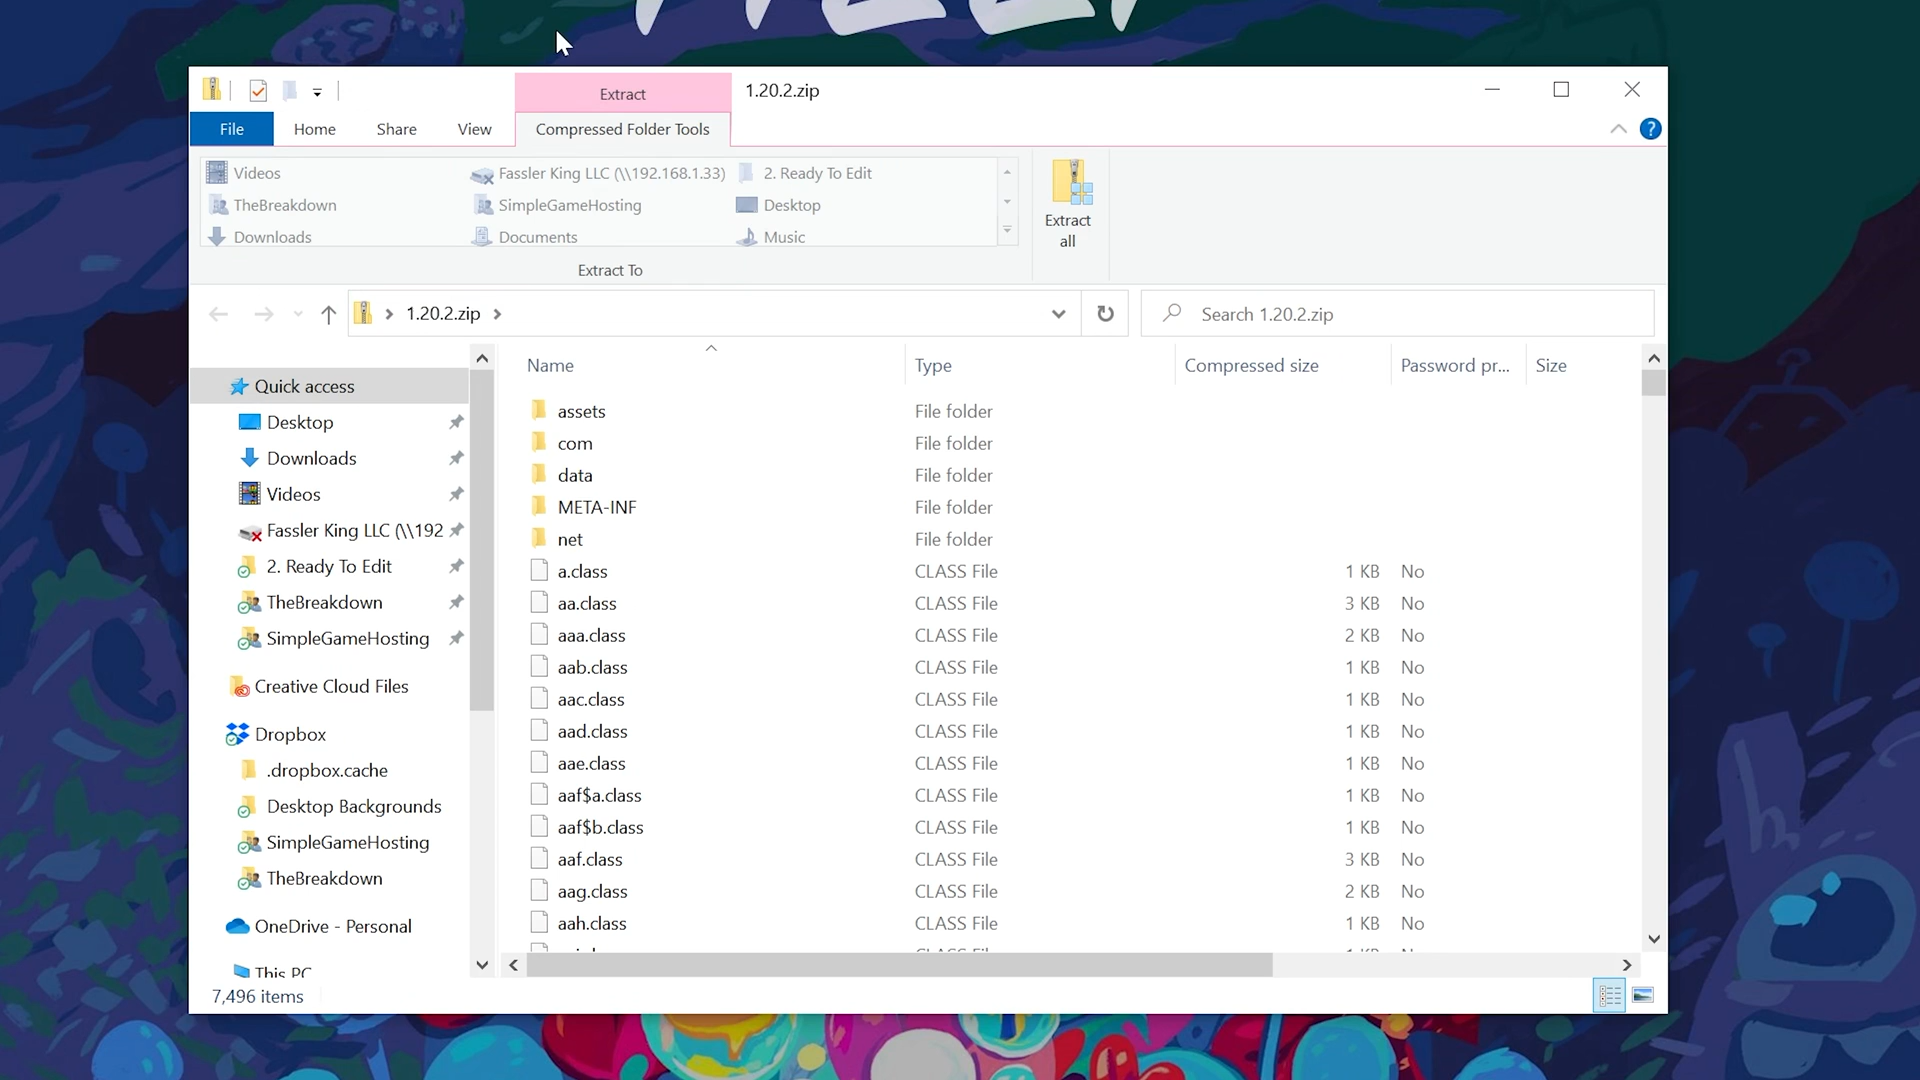 Extract
1.20.2.zip
File
Home
Share
View
Compressed Folder Tools
?
Videos
Fassler King LLC (\\192.168.1.33)
2. Ready To Edit
TheBreakdown
SimpleGameHosting
Desktop
Downloads
Documents
Music
Extract
all
Extract To
1.20.2.zip
Search 1.20.2.zip
Quick access
Desktop
Downloads
Videos
Fassler King LLC (\\192
2. Ready To Edit
TheBreakdown
SimpleGameHosting
Creative Cloud Files
Dropbox
.dropbox.cache
Desktop Backgrounds
SimpleGameHosting
TheBreakdown
OneDrive - Personal
This PC
Name Type Compressed size Password pr... Size
assets File folder
com File folder
data File folder
META-INF File folder
net File folder
a.class CLASS File 1 KB No
aa.class CLASS File 3 KB No
aaa.class CLASS File 2 KB No
aab.class CLASS File 1 KB No
aac.class CLASS File 1 KB No
aad.class CLASS File 1 KB No
aae.class CLASS File 1 KB No
aaf$a.class CLASS File 1 KB No
aaf$b.class CLASS File 1 KB No
aaf.class CLASS File 3 KB No
aag.class CLASS File 2 KB No
aah.class CLASS File 1 KB No
7,496 items